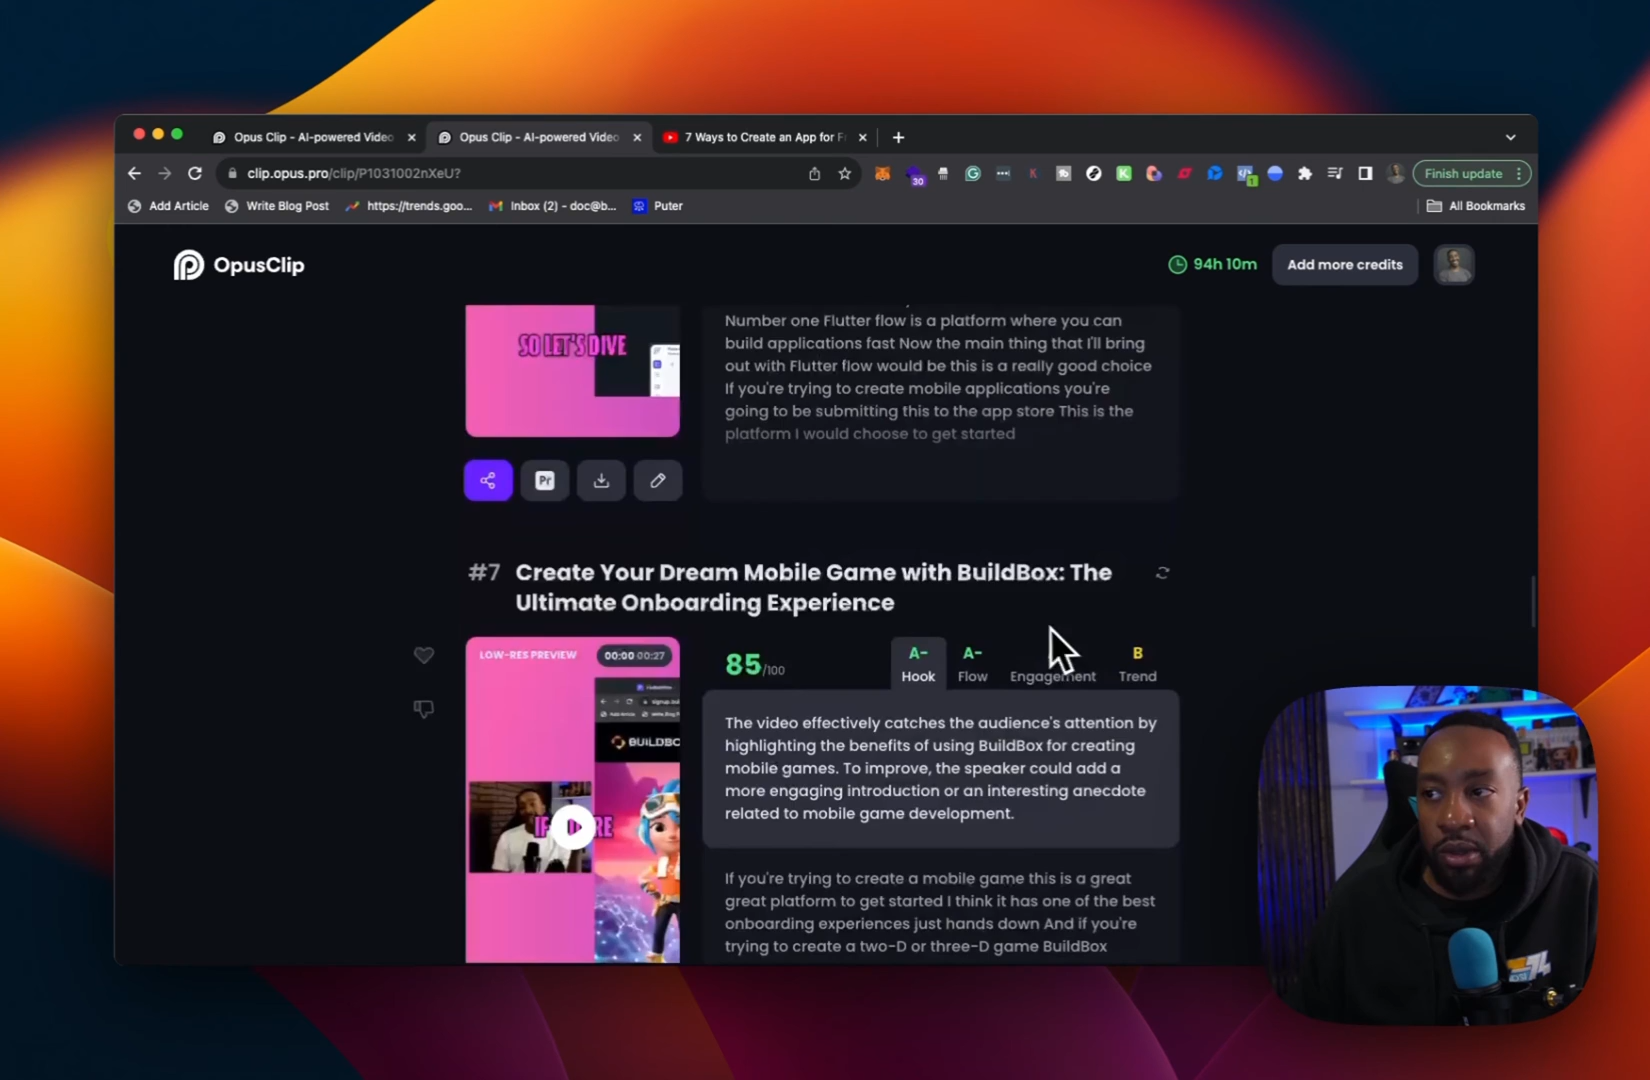 Opus Clip - AI-powered Video
Opus Clip - AI-powered Video
7 Ways to Create an App for F
clip.opus.pro/clip/P1031002nXeU?
30
1
Finish update
Add Article
Write Blog Post
https://trends.goo...
Inbox (2) - doc@b...
Puter
All Bookmarks
OpusClip
94h 10m
Add more credits
SO LET'S DIVE
Number one Flutter flow is a platform where you can
build applications fast Now the main thing that I'll bring
out with Flutter flow would be this is a really good choice
If you're trying to create mobile applications you're
going to be submitting this to the app store This is the
platform I would choose to get started
Pr
#7 Create Your Dream Mobile Game with BuildBox: The
Ultimate Onboarding Experience
LOW-RES PREVIEW
00:00 00:27
85/100
A-
Hook
A-
Flow
Engagement
B
Trend
BUILDBO
The video effectively catches the audience's attention by
highlighting the benefits of using BuildBox for creating
mobile games. To improve, the speaker could add a
more engaging introduction or an interesting anecdote
related to mobile game development.
If you're trying to create a mobile game this is a great
great platform to get started I think it has one of the best
onboarding experiences just hands down And if you're
trying to create a two-D or three-D game BuildBox